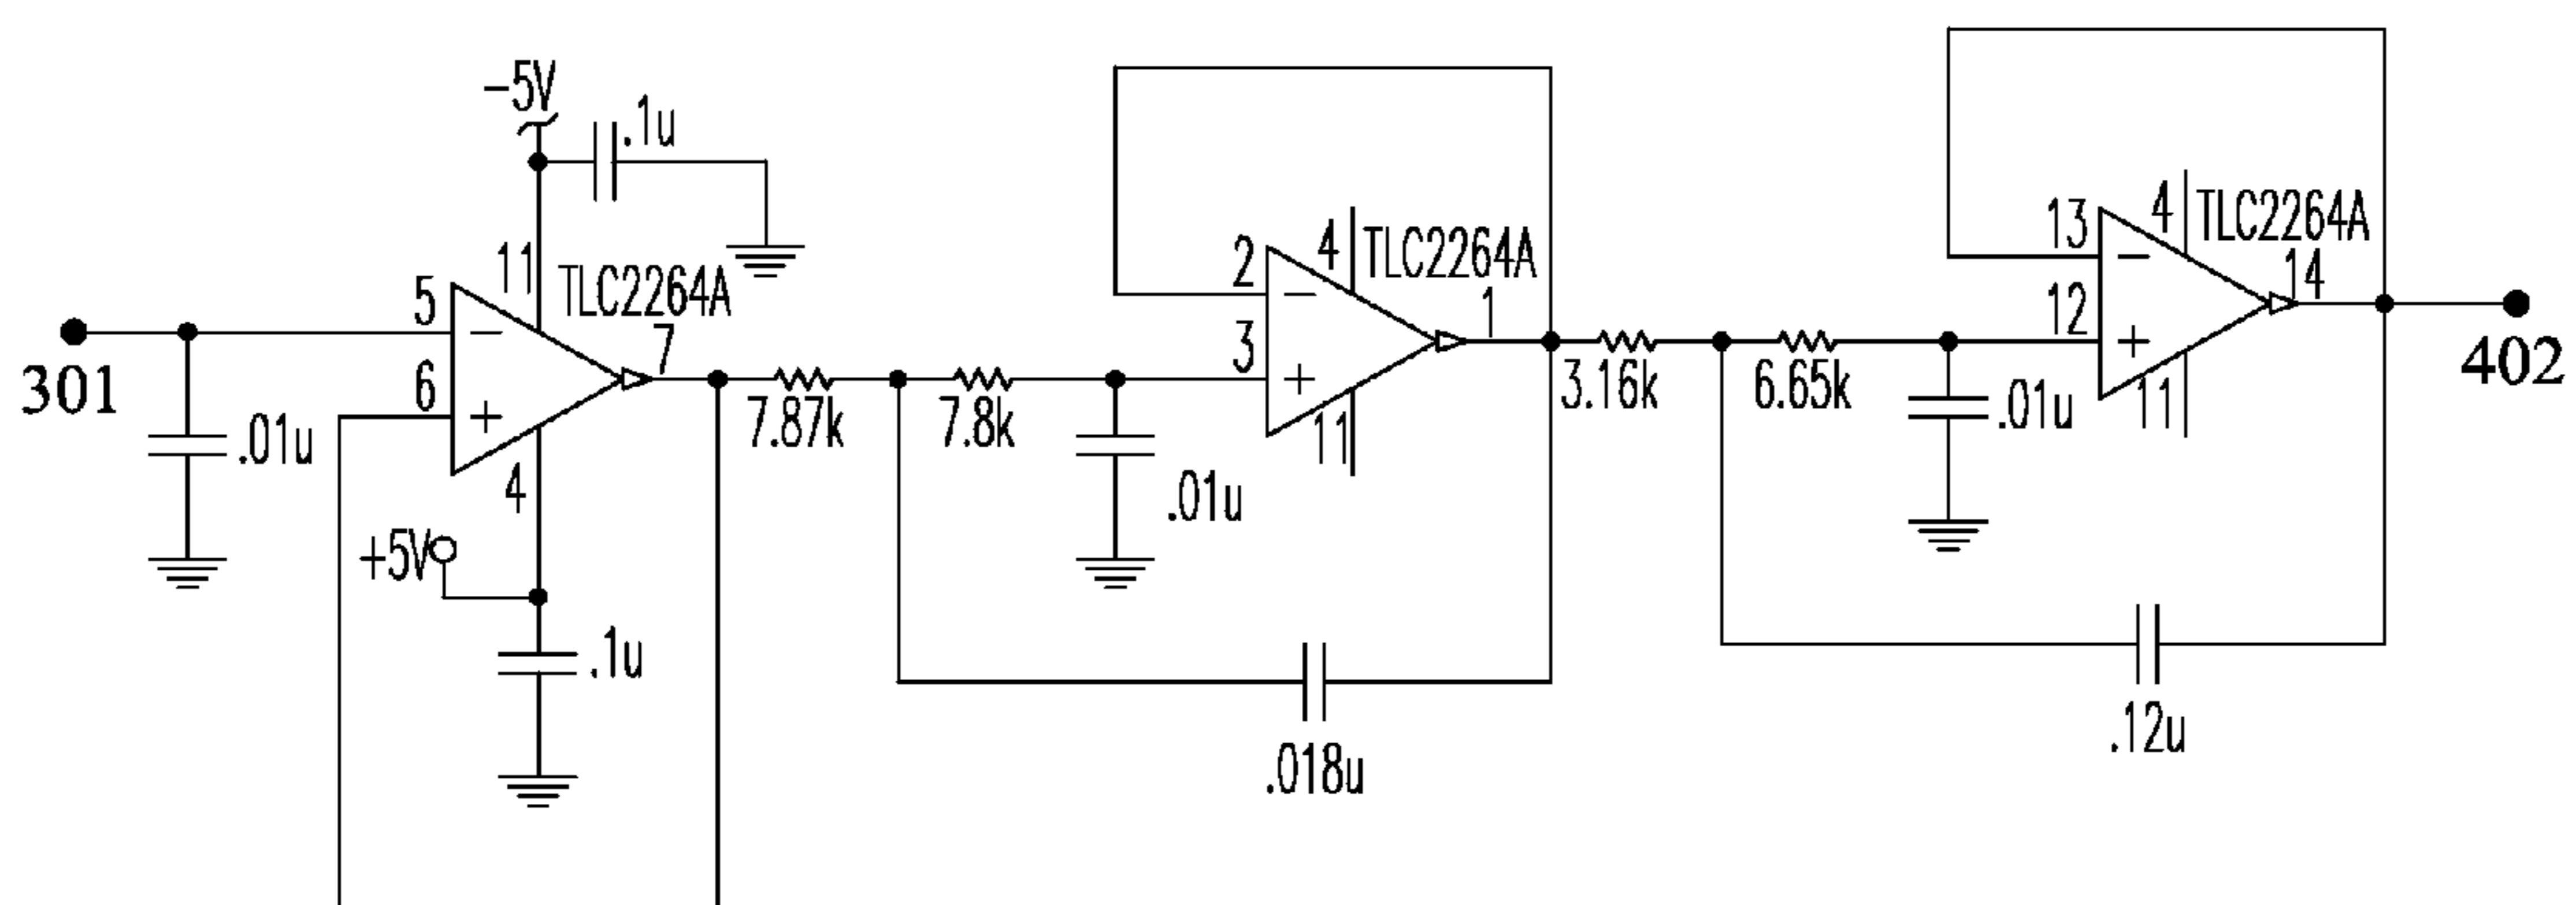 -5V
.1u
11
TLC2264A
5
−
6
+
7
4
301
.01u
+5V
.1u
7.87k
7.8k
.01u
2
−
3
+
4
TLC2264A
1
11
.018u
3.16k
6.65k
.01u
13
−
12
+
4
TLC2264A
14
11
.12u
402